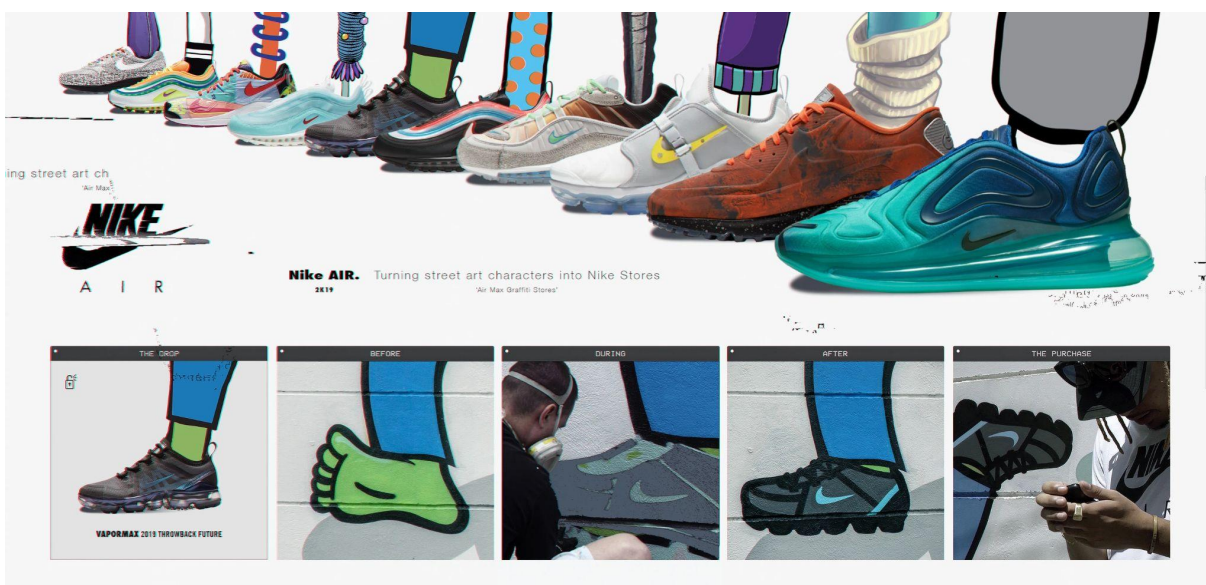 ing street art ch
'Air Max'
NIKE
AIR
Nike AIR. Turning street art characters into Nike Stores
2K19 'Air Max Graffiti Stores'
THE DROP
BEFORE
DURING
AFTER
THE PURCHASE
VAPORMAX 2019 THROWBACK FUTURE
NIKE